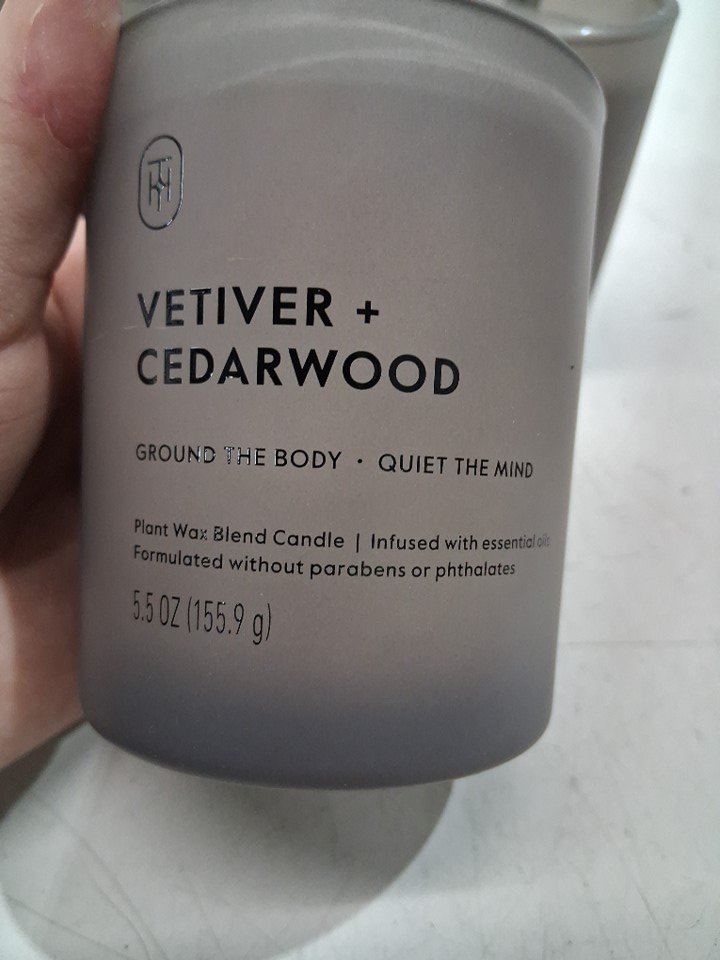 VETIVER +
CEDARWOOD
GROUND THE BODY · QUIET THE MIND
Plant Wax Blend Candle | Infused with essential oils
Formulated without parabens or phthalates
5.5 OZ (155.9 g)